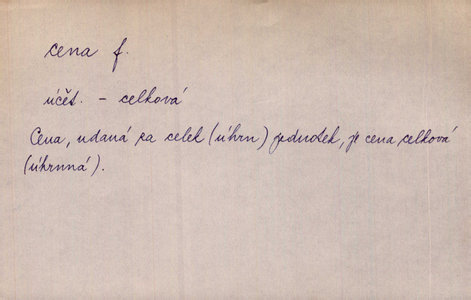 cena f.
účet. - celková
Cena, udaná za celek (úhrn) jednotek, je cena celková
(úhrnná).